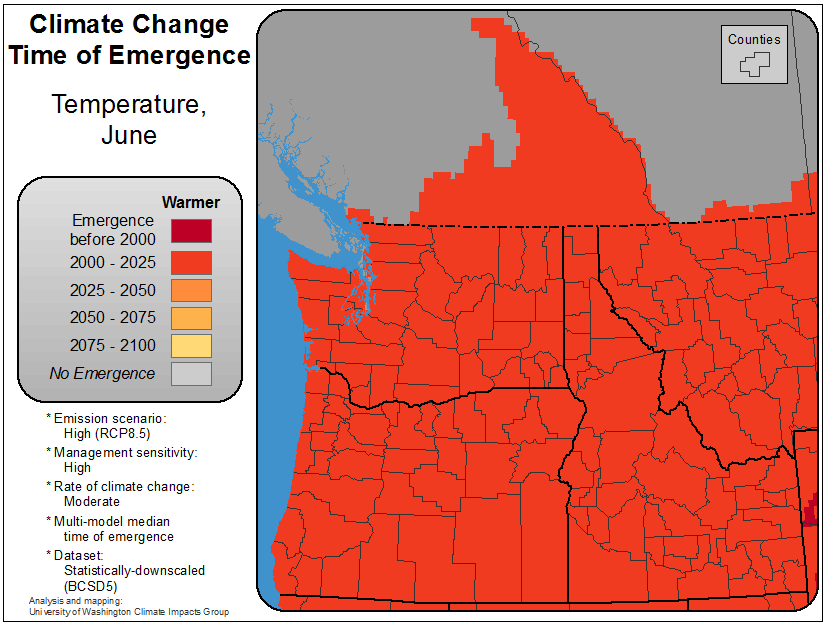 Climate Change
Time of Emergence
Temperature,
June
Warmer
Emergence
before 2000
2000 - 2025
2025 - 2050
2050 - 2075
2075 - 2100
No Emergence
* Emission scenario:
High (RCP8.5)
* Management sensitivity:
High
* Rate of climate change:
Moderate
* Multi-model median
time of emergence
* Dataset:
Statistically-downscaled
(BCSD5)
Analysis and mapping:
University of Washington Climate Impacts Group
Counties